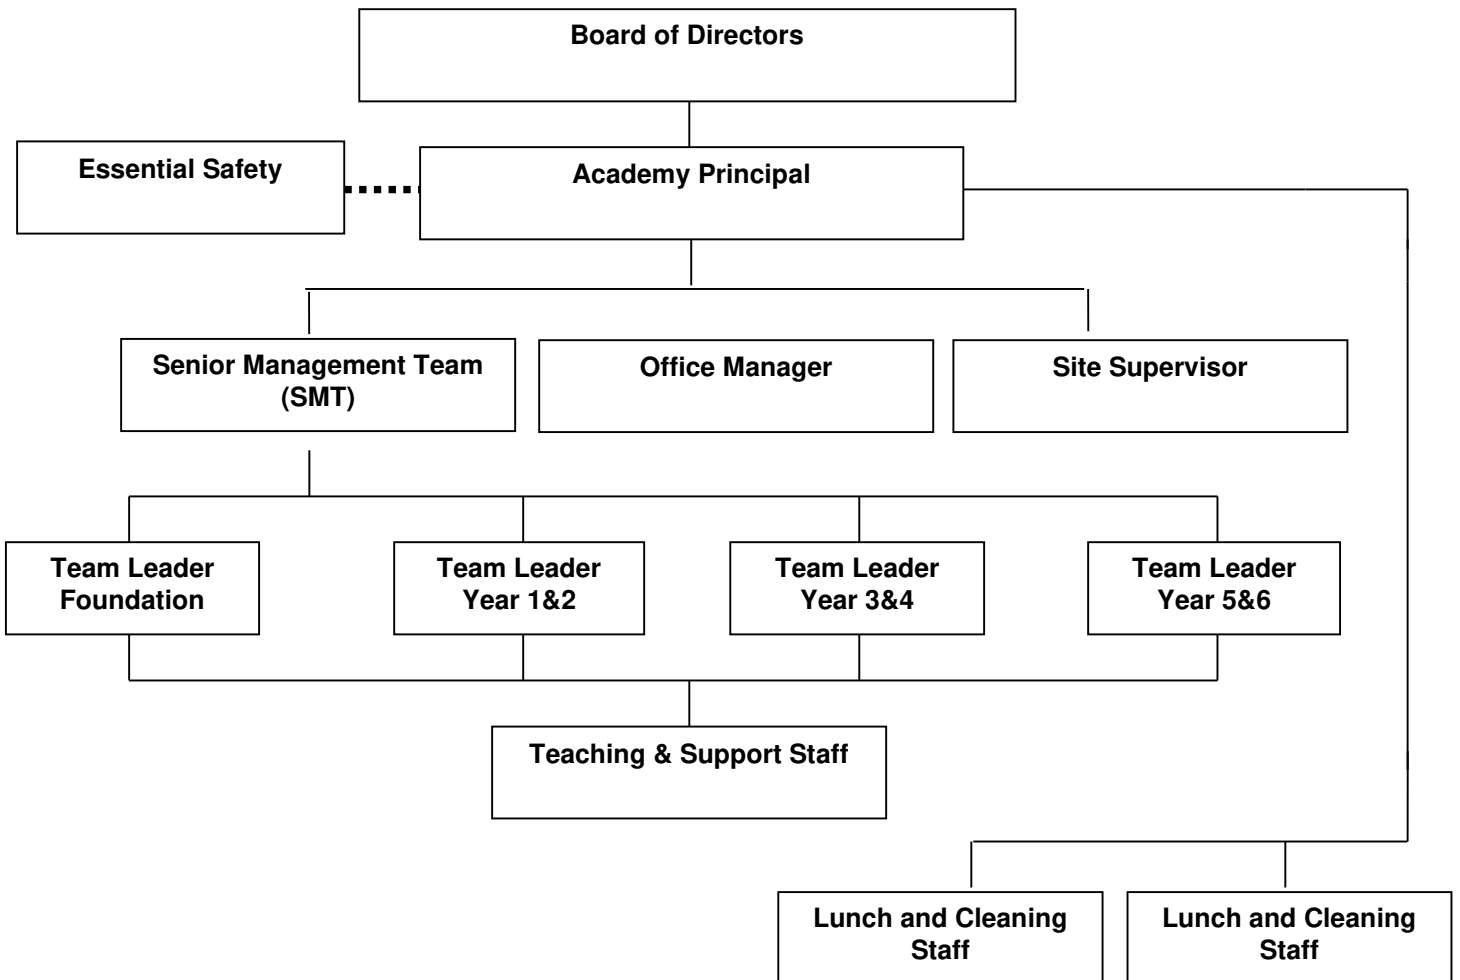 Board of Directors
Essential Safety
Academy Principal
Senior Management Team
(SMT)
Office Manager
Site Supervisor
Team Leader
Foundation
Team Leader
Year 1&2
Team Leader
Year 3&4
Team Leader
Year 5&6
Teaching & Support Staff
Lunch and Cleaning
Staff
Lunch and Cleaning
Staff